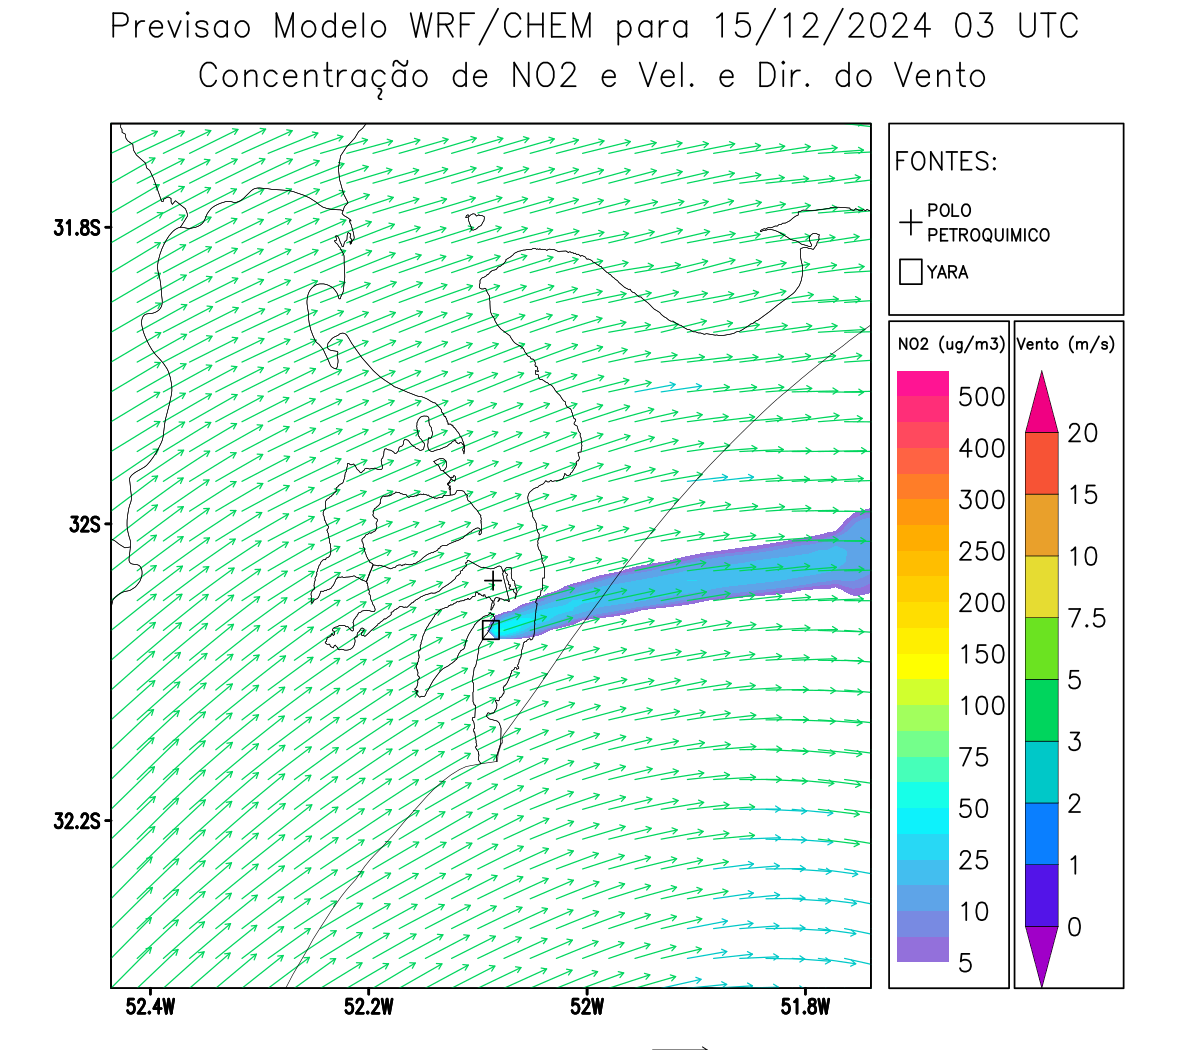 Previsao Modelo WRF/CHEM para 15/12/2024 03 UTC
Concentração de NO2 e Vel. e Dir. do Vento
FONTES:
POLO
PETROQUIMICO
YARA
NO2 (ug/m3)
500
400
300
250
200
150
100
75
50
25
10
5
Vento (m/s)
20
15
10
7.5
5
3
2
1
0
31.8S
32S
32.2S
52.4W
52.2W
52W
51.8W